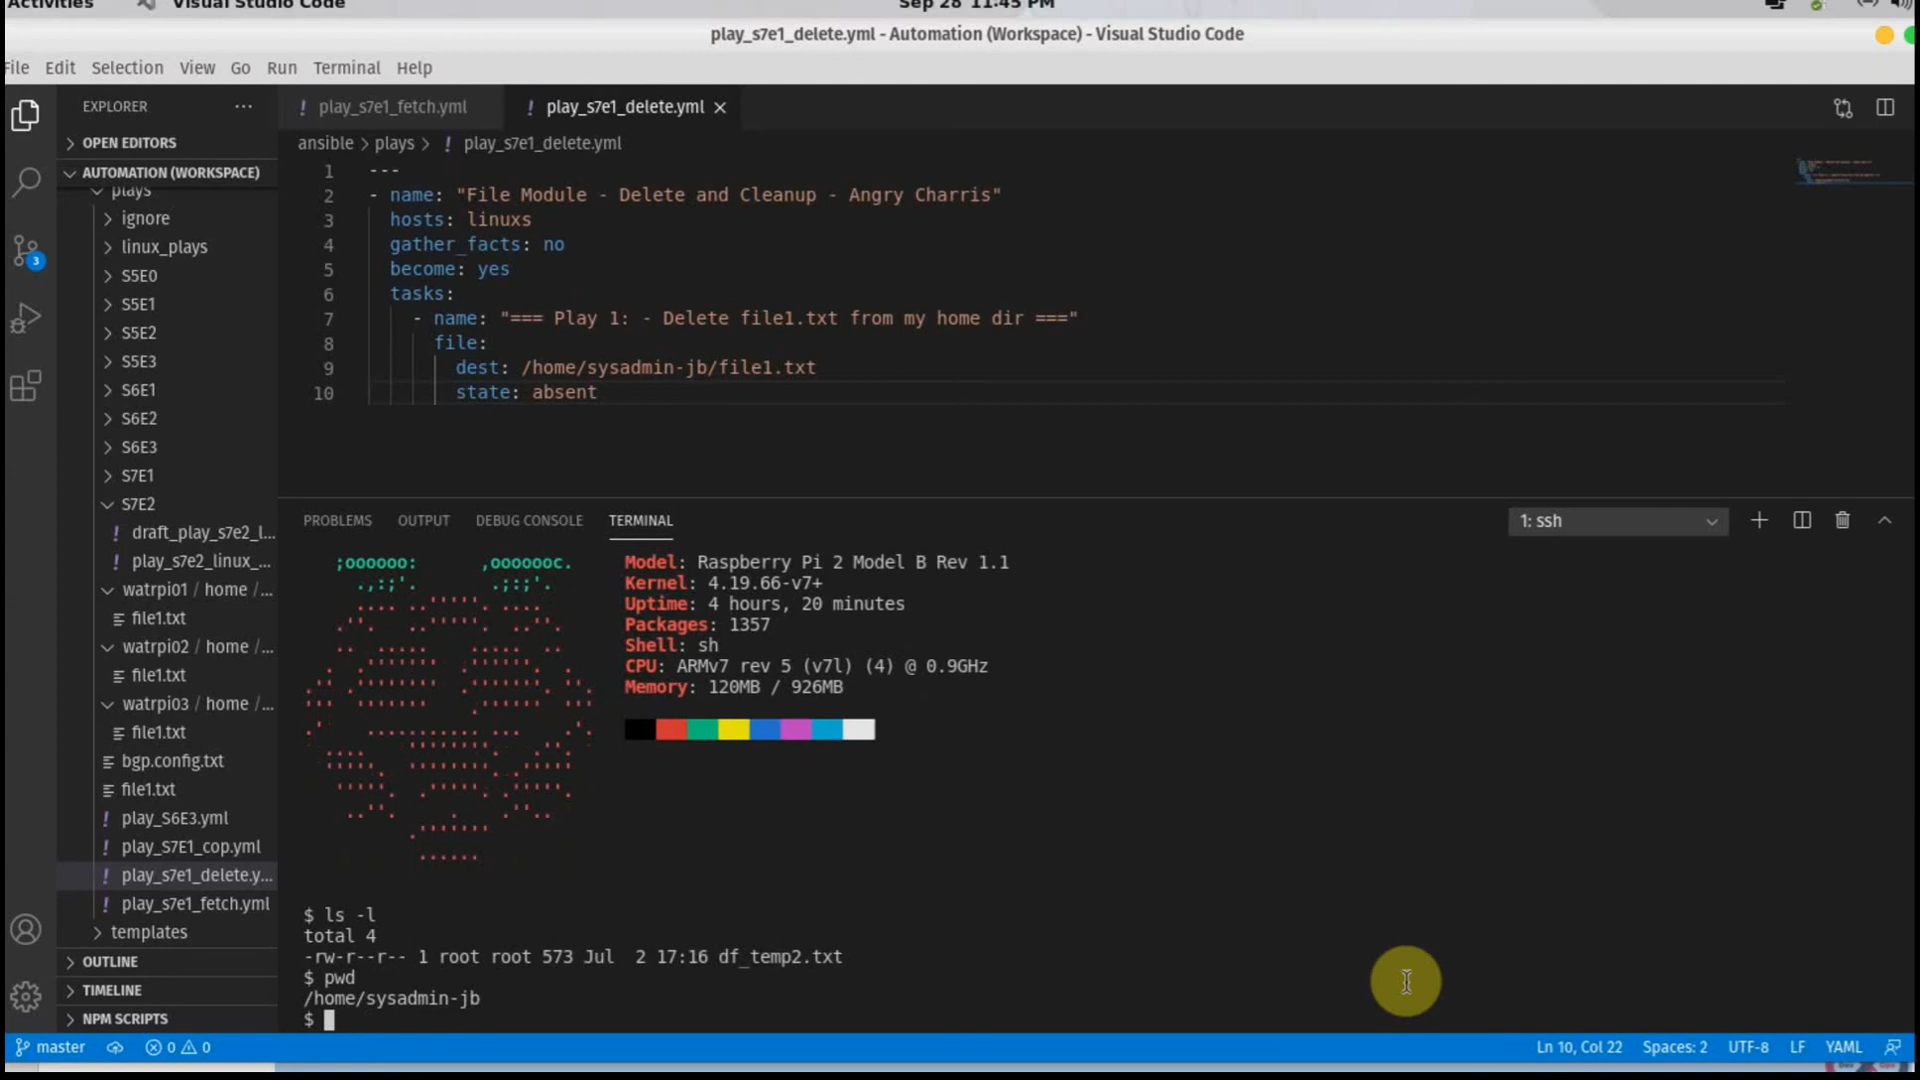 Activities
Visual Studio Code
Sep 28 11:45 PM
play_s7e1_delete.yml - Automation (Workspace) - Visual Studio Code
File Edit Selection View Go Run Terminal Help
EXPLORER
OPEN EDITORS
AUTOMATION (WORKSPACE)
plays
ignore
linux_plays
S5E0
S5E1
S5E2
S5E3
S6E1
S6E2
S6E3
S7E1
S7E2
draft_play_s7e2_l...
play_s7e2_linux_...
watrpi01 / home /...
file1.txt
watrpi02 / home /...
file1.txt
watrpi03 / home /...
file1.txt
bgp.config.txt
file1.txt
play_S6E3.yml
play_S7E1_cop.yml
play_s7e1_delete.y...
play_s7e1_fetch.yml
templates
OUTLINE
TIMELINE
NPM SCRIPTS
3
play_s7e1_fetch.yml
play_s7e1_delete.yml
ansible > plays > ! play_s7e1_delete.yml
1 ---
2 - name: "File Module - Delete and Cleanup - Angry Charris"
3 hosts: linuxs
4 gather_facts: no
5 become: yes
6 tasks:
7 - name: "=== Play 1: - Delete file1.txt from my home dir ==="
8 file:
9 dest: /home/sysadmin-jb/file1.txt
10 state: absent
PROBLEMS OUTPUT DEBUG CONSOLE TERMINAL
1: ssh
Model: Raspberry Pi 2 Model B Rev 1.1
Kernel: 4.19.66-v7+
Uptime: 4 hours, 20 minutes
Packages: 1357
Shell: sh
CPU: ARMv7 rev 5 (v7l) (4) @ 0.9GHz
Memory: 120MB / 926MB
$ ls -l
total 4
-rw-r--r-- 1 root root 573 Jul  2 17:16 df_temp2.txt
$ pwd
/home/sysadmin-jb
$
master
0 0
Ln 10, Col 22
Spaces: 2
UTF-8
LF
YAML